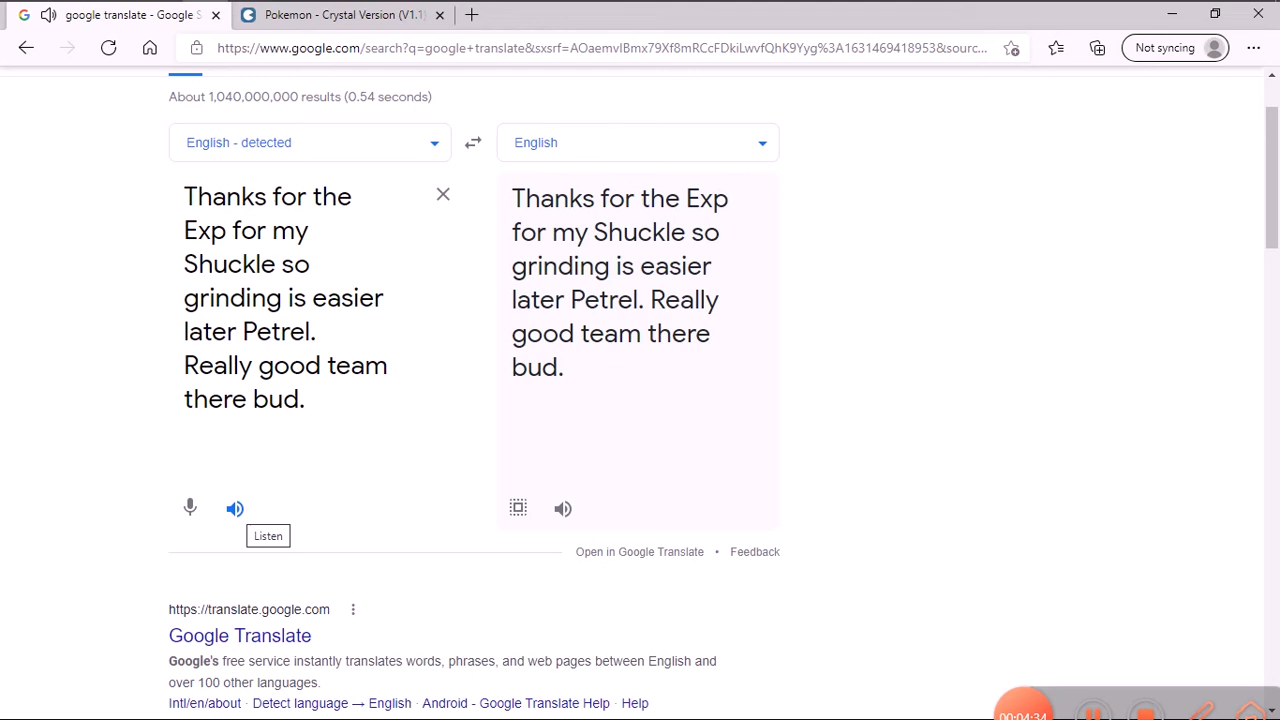 google translate - Google S
Pokemon - Crystal Version (V1.1)
https://www.google.com/search?q=google+translate&sxsrf=AOaemvIBmx79Xf8mRCcFDkiLwvfQhK9Yyg%3A1631469418953&sourc...
Not syncing
About 1,040,000,000 results (0.54 seconds)
English - detected
English
Thanks for the
Exp for my
Shuckle so
grinding is easier
later Petrel.
Really good team
there bud.
Thanks for the Exp
for my Shuckle so
grinding is easier
later Petrel. Really
good team there
bud.
Listen
Open in Google Translate • Feedback
https://translate.google.com
Google Translate
Google's free service instantly translates words, phrases, and web pages between English and
over 100 other languages.
Intl/en/about · Detect language → English · Android - Google Translate Help · Help
00:04:34